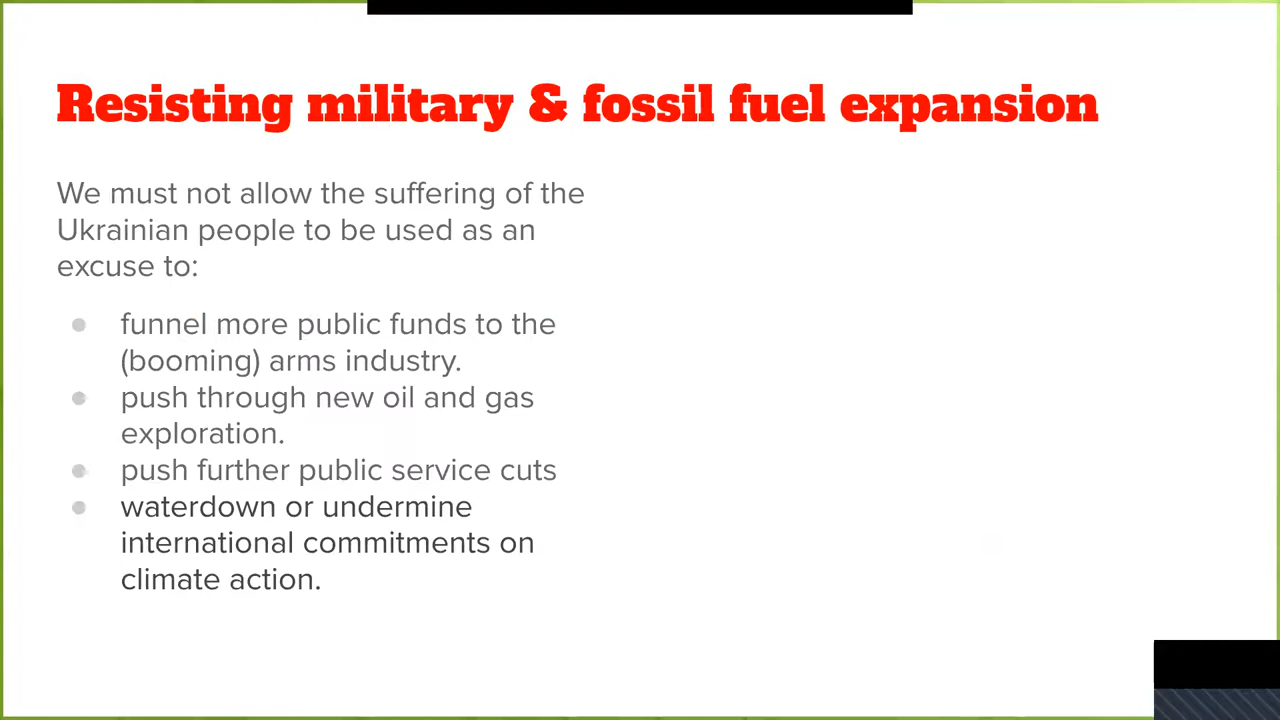 Resisting military & fossil fuel expansion
We must not allow the suffering of the
Ukrainian people to be used as an
excuse to:
● funnel more public funds to the
(booming) arms industry.
● push through new oil and gas
exploration.
● push further public service cuts
● waterdown or undermine
international commitments on
climate action.